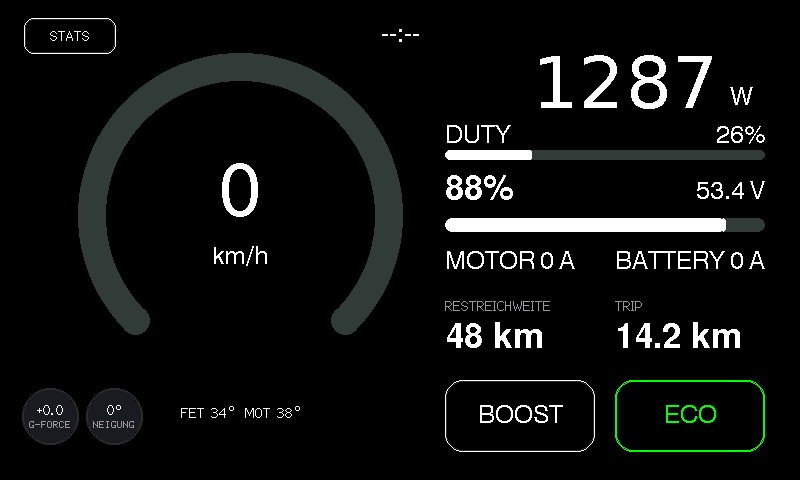 STATS
--:--
1287 W
DUTY 26%
0
km/h
88% 53.4 V
MOTOR 0 A BATTERY 0 A
RESTREICHWEITE TRIP
48 km 14.2 km
+0.0
G-FORCE
0°
NEIGUNG
FET 34° MOT 38°
BOOST ECO